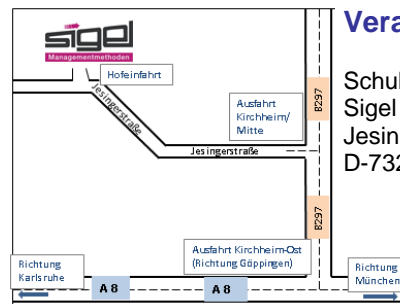 sigel
Managementmethoden
Hofeinfahrt
Jesingerstraße
Ausfahrt
Kirchheim/
Mitte
B297
Jesingerstraße
B297
Ausfahrt Kirchheim-Ost
(Richtung Göppingen)
Richtung
Karlsruhe
A 8
A 8
Richtung
München
Vera
Schul
Sigel
Jesin
D-732